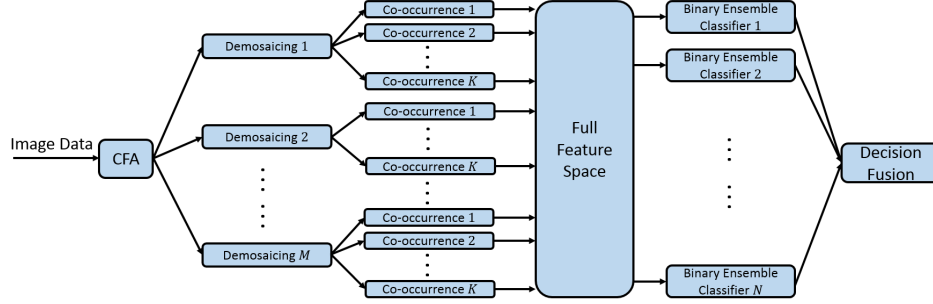 Image Data
CFA
Demosaicing 1
Demosaicing 2
Demosaicing M
Co-occurrence 1
Co-occurrence 2
Co-occurrence K
Co-occurrence 1
Co-occurrence K
Co-occurrence 1
Co-occurrence 2
Co-occurrence K
Full
Feature
Space
Binary Ensemble
Classifier 1
Binary Ensemble
Classifier 2
Binary Ensemble
Classifier N
Decision
Fusion